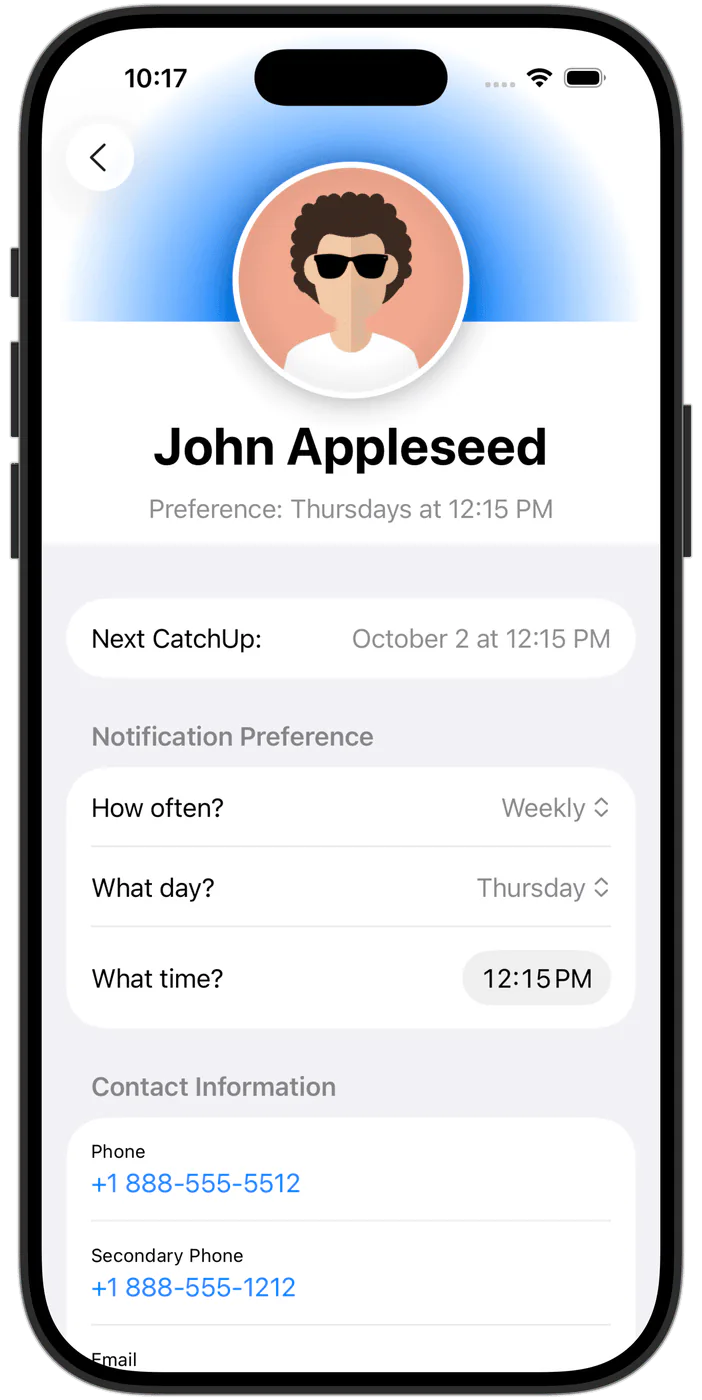 10:17
John Appleseed
Preference: Thursdays at 12:15 PM
Next CatchUp: October 2 at 12:15 PM
Notification Preference
How often? Weekly
What day? Thursday
What time? 12:15 PM
Contact Information
Phone
+1 888-555-5512
Secondary Phone
+1 888-555-1212
Email